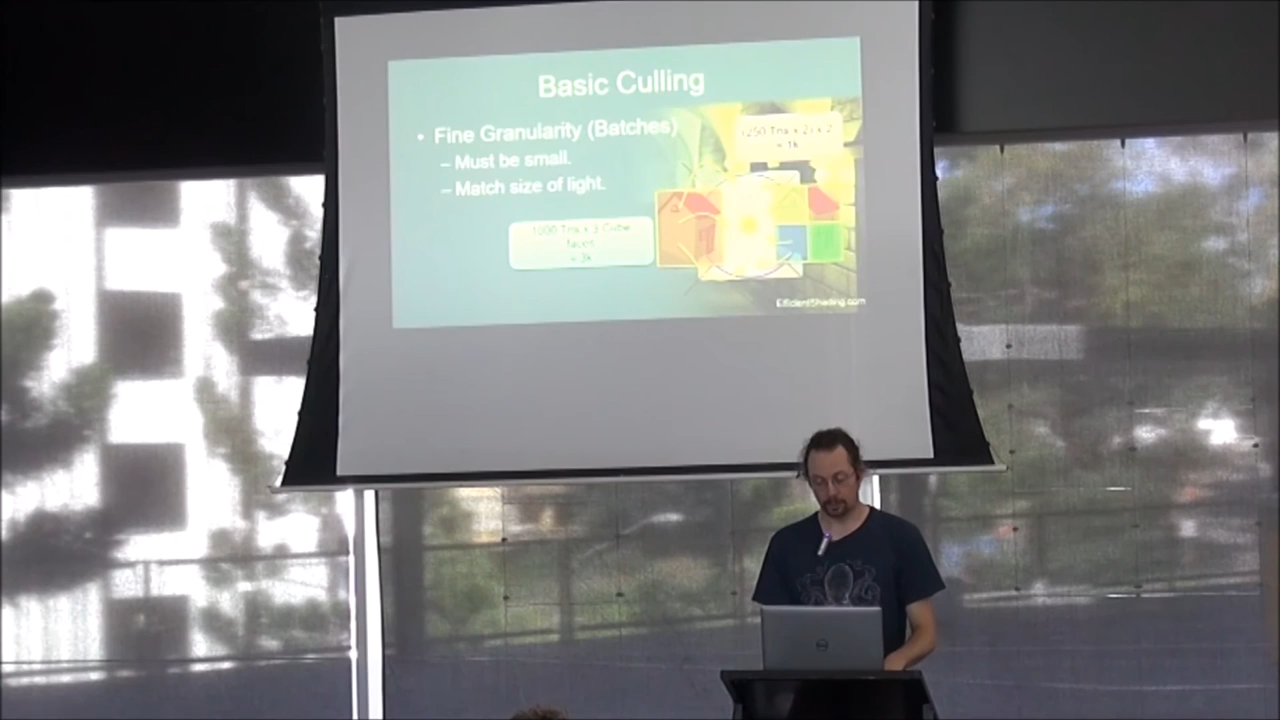 Basic Culling
• Fine Granularity (Batches)
– Must be small.
– Match size of light.
(250 Tris x 2) x 2
= 1k
1000 Tris x 3 Cube
faces
= 3k
EfficientShading.com